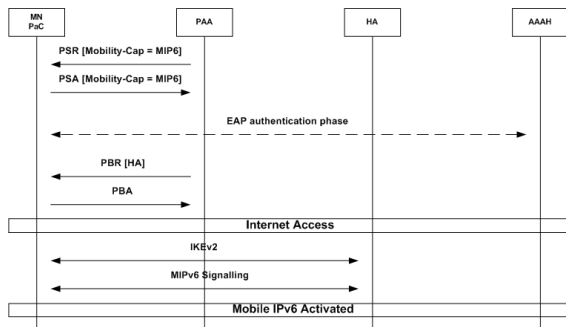 MN
PaC
PAA
HA
AAAH
PSR [Mobility-Cap = MIP6]
PSA [Mobility-Cap = MIP6]
EAP authentication phase
PBR [HA]
PBA
Internet Access
IKEv2
MIPv6 Signalling
Mobile IPv6 Activated